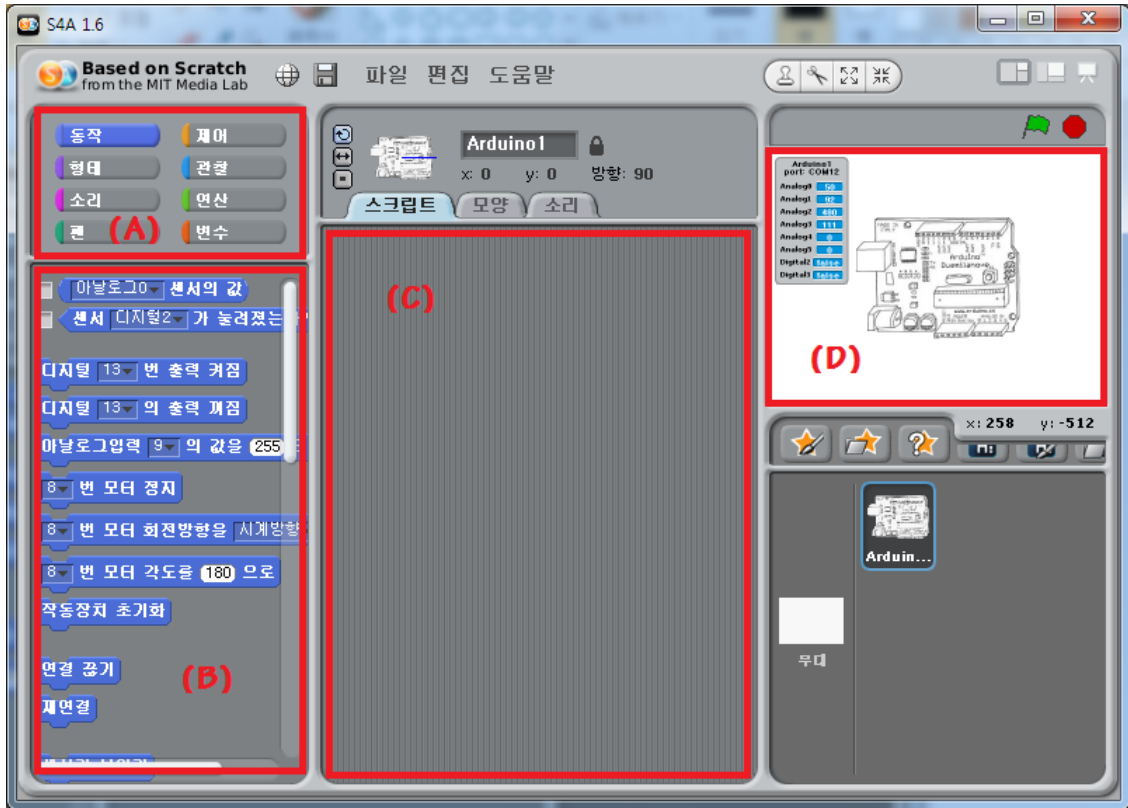 S4A 1.6
Based on Scratch
from the MIT Media Lab
파일 편집 도움말
동작 제어
형태 관찰
소리 연산
펜 (A) 변수
Arduino1
x: 0 y: 0 방향: 90
스크립트 모양 소리
아날로그0 센서의 값
센서 디지털2 가 눌러졌는
디지털 13 번 출력 켜짐
디지털 13 의 출력 꺼짐
아날로그입력 9 의 값을 255
8 번 모터 정지
8 번 모터 회전방향을 시계방향
8 번 모터 각도를 180 으로
작동장치 초기화
연결 끊기
재연결
(B)
(C)
Arduino1
port: COM12
Analog0 50
Analog1 92
Analog2 480
Analog3 111
Analog4 0
Analog5 0
Digital2 false
Digital3 false
Arduino
Duemilanove
(D)
x: 258 y: -512
Arduin...
무대